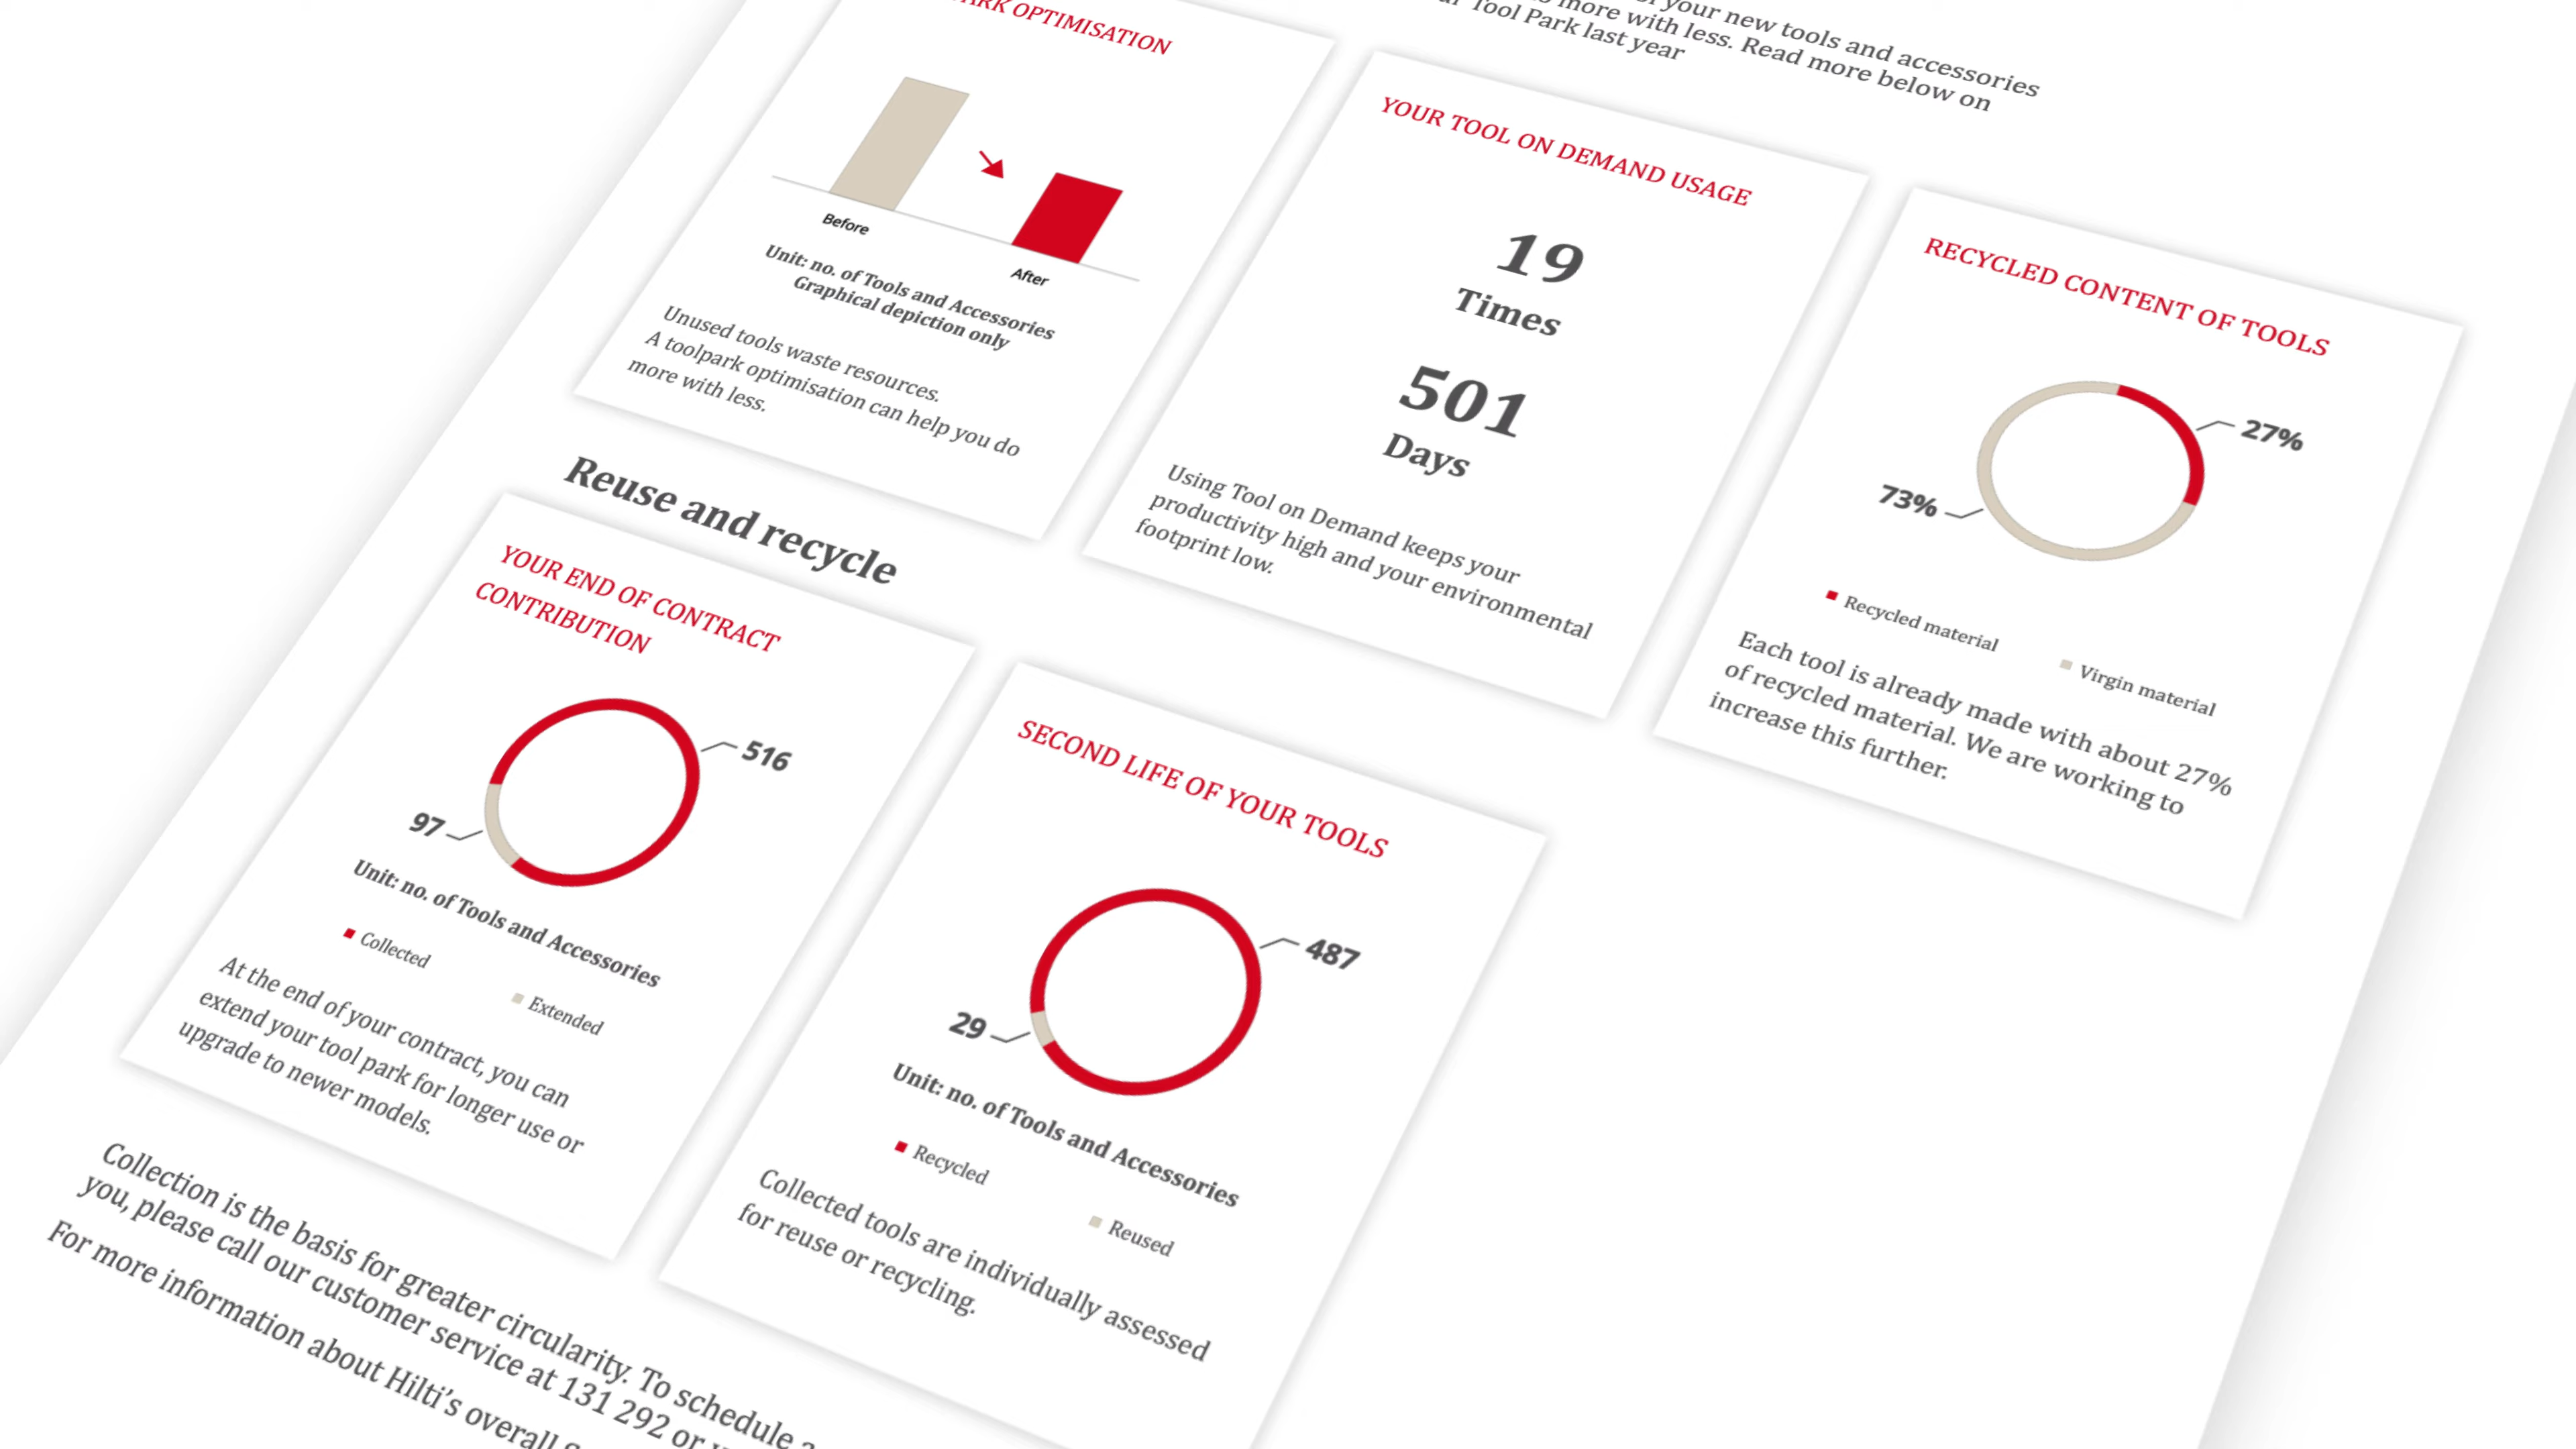 your new tools and accessories
more with less. Read more below on
Tool Park last year
OPTIMISATION
Before
After
Unit: no. of Tools and Accessories
Graphical depiction only
Unused tools waste resources.
A toolpark optimisation can help you do
more with less.
YOUR TOOL ON DEMAND USAGE
19
Times
501
Days
Using Tool on Demand keeps your
productivity high and your environmental
footprint low.
RECYCLED CONTENT OF TOOLS
27%
73%
Recycled material
Virgin material
Each tool is already made with about 27%
of recycled material. We are working to
increase this further.
Reuse and recycle
YOUR END OF CONTRACT
CONTRIBUTION
516
97
Unit: no. of Tools and Accessories
Collected
Extended
At the end of your contract, you can
extend your tool park for longer use or
upgrade to newer models.
SECOND LIFE OF YOUR TOOLS
487
29
Unit: no. of Tools and Accessories
Recycled
Reused
Collected tools are individually assessed
for reuse or recycling.
Collection is the basis for greater circularity. To schedule
you, please call our customer service at 131 292 or
For more information about Hilti's overall